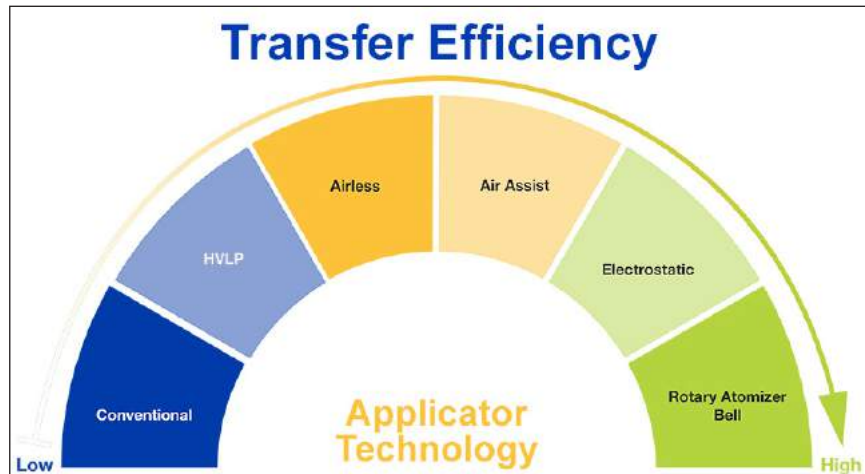 Transfer Efficiency
Airless
Air Assist
HVLP
Electrostatic
Conventional
Rotary Atomizer
Bell
Applicator
Technology
Low
High